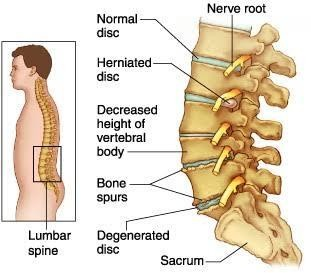 Normal
disc
Nerve root
Herniated
disc
Decreased
height of
vertebral
body
Bone
spurs
Lumbar
spine
Degenerated
disc
Sacrum